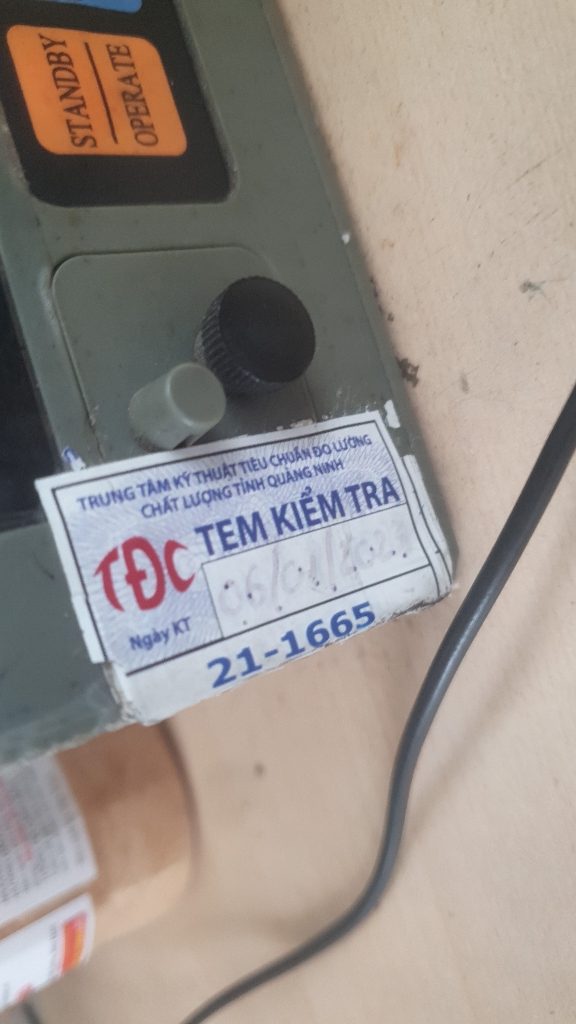 STANDBY
OPERATE
TRUNG TÂM KỸ THUẬT TIÊU CHUẨN ĐO LƯỜNG
CHẤT LƯỢNG TỈNH QUẢNG NINH
TĐC
TEM KIỂM TRA
Ngày KT
21-1665